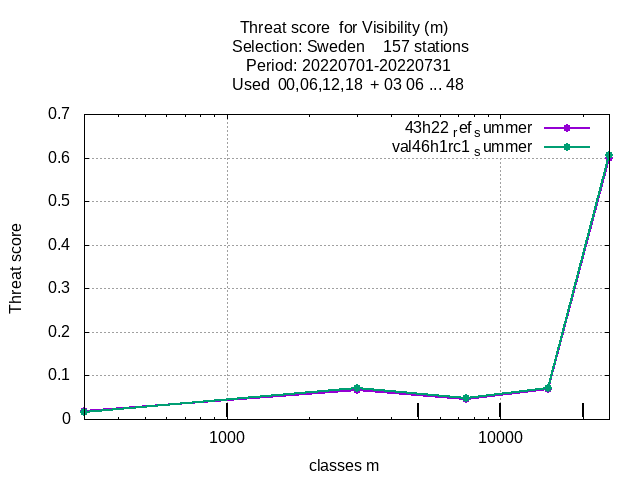 Threat score  for Visibility (m)
Selection: Sweden    157 stations
Period: 20220701-20220731
Used  00,06,12,18  + 03 06 ... 48
43h22 ref summer
val46h1rc1 summer
0.7
0.6
0.5
0.4
0.3
0.2
0.1
0
Threat score
1000 10000
classes m